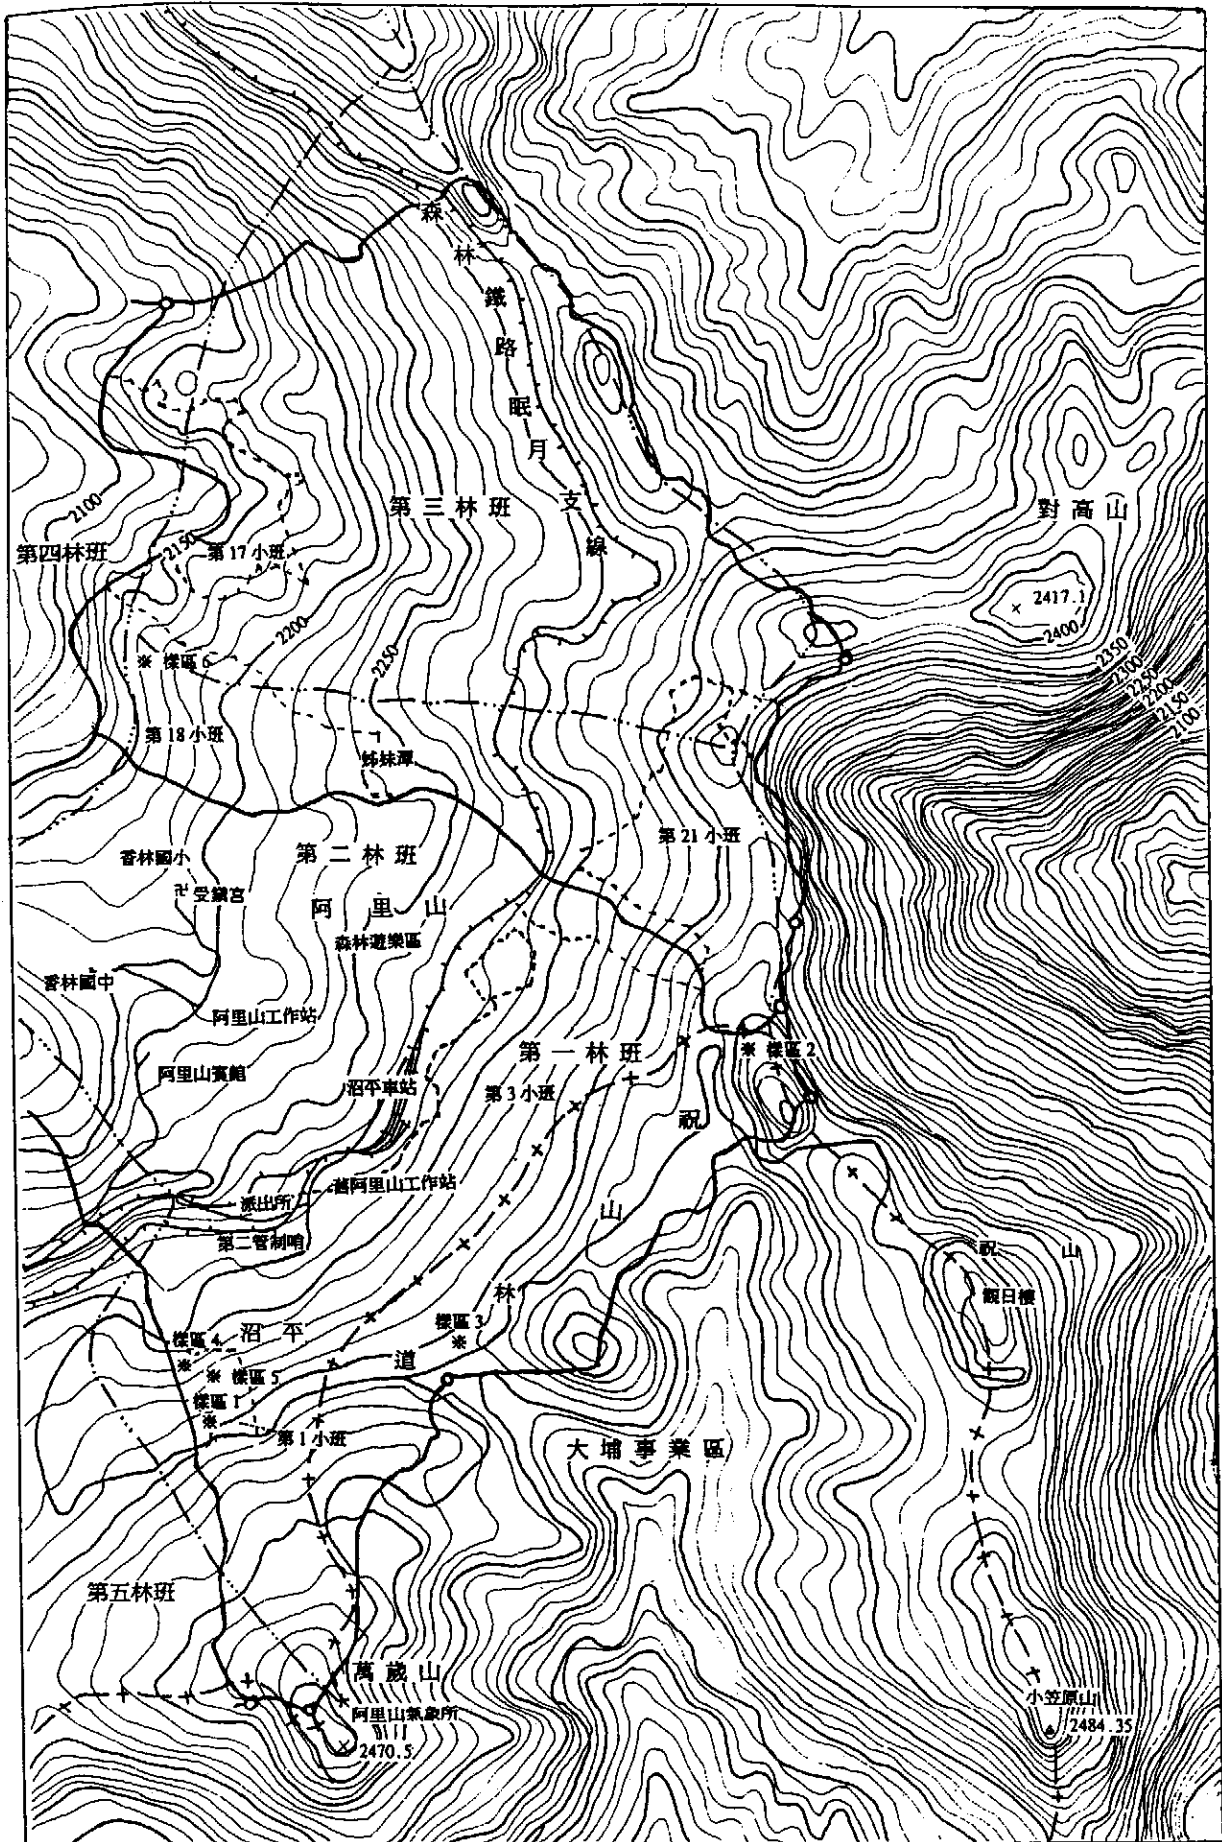 森林鐵路眠月支線
第三林班
對高山
2100
第四林班
2150
第17小班
2417.1
2400
2350
2300
2250
2200
2150
2100
2200
2250
※ 樣區6
第18小班
姊妹潭
第21小班
香林國小
第二林班
卍 受鎮宮
阿里山
森林遊樂區
香林國中
阿里山工作站
第一林班
※ 樣區2
阿里山賓館
沼平車站
第3小班
祝山林道
舊阿里山工作站
派出所
第二管制哨
祝山
觀日樓
樣區3
※
樣區4
※
沼平
※ 樣區5
樣區1
※
第1小班
大埔事業區
第五林班
萬歲山
阿里山氣象所
2470.5
小笠原山
2484.35